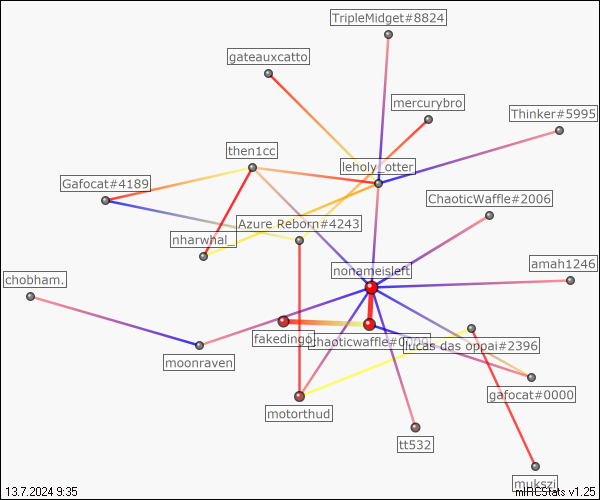 TripleMidget#8824
gateauxcatto
mercurybro
Thinker#5995
then1cc
leholy_otter
Gafocat#4189
ChaoticWaffle#2006
Azure Reborn#4243
nharwhal_
amah1246
nonameisleft
chobham.
fakedingo
chaoticwaffle#0000
lucas das oppai#2396
moonraven
gafocat#0000
motorthud
tt532
mukszi
13.7.2024 9:35
mIRCStats v1.25